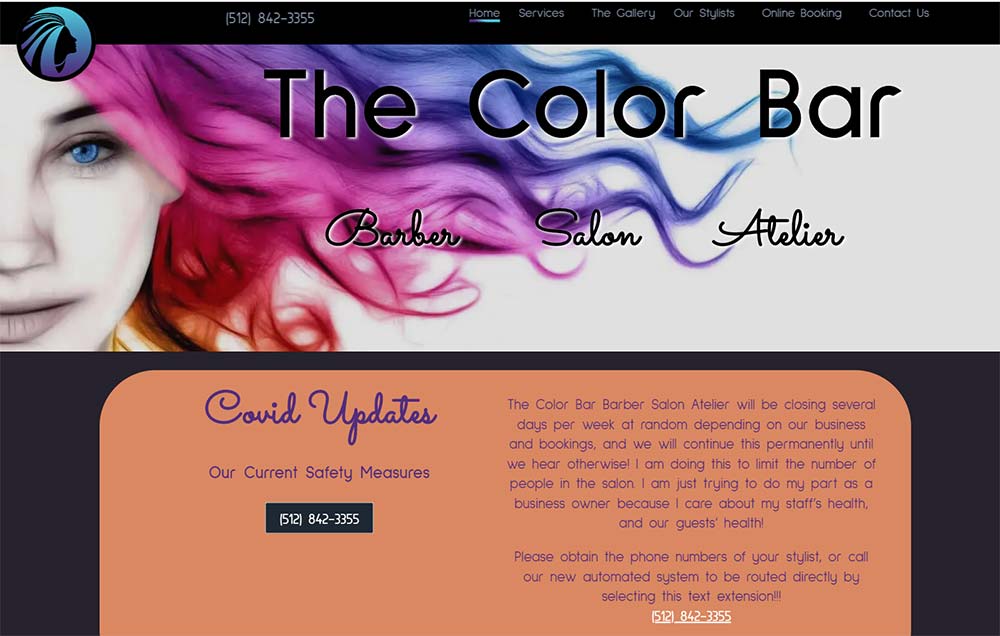 (512) 842-3355
Home Services The Gallery Our Stylists Online Booking Contact Us
The Color Bar
Barber Salon Atelier
Covid Updates
Our Current Safety Measures
(512) 842-3355
The Color Bar Barber Salon Atelier will be closing several
days per week at random depending on our business
and bookings, and we will continue this permanently until
we hear otherwise! I am doing this to limit the number of
people in the salon. I am just trying to do my part as a
business owner because I care about my staff's health,
and our guests' health!
Please obtain the phone numbers of your stylist, or call
our new automated system to be routed directly by
selecting this text extension!!!
(512) 842-3355